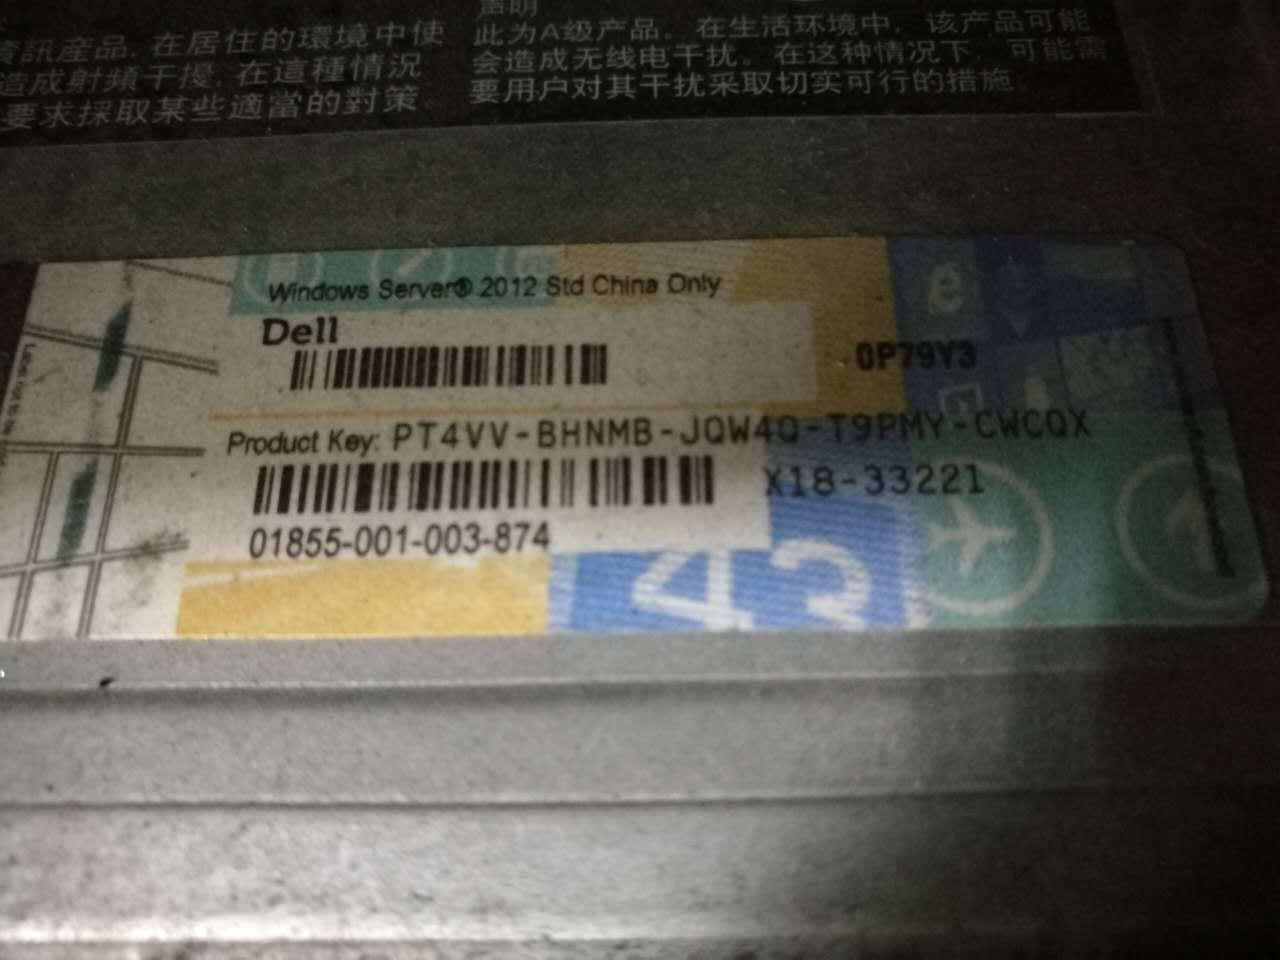 資訊産品,在居住的環境中使
造成射頻干擾,在這種情況
要求採取某些適當的對策。
声明
此为A级产品。在生活环境中，该产品可能
会造成无线电干扰。在这种情况下，可能需
要用户对其干扰采取切实可行的措施。
Windows Server® 2012 Std China Only
Dell
0P79Y3
Product Key: PT4VV-BHNMB-JQW4Q-T9PMY-CWCQX
X18-33221
01855-001-003-874
43